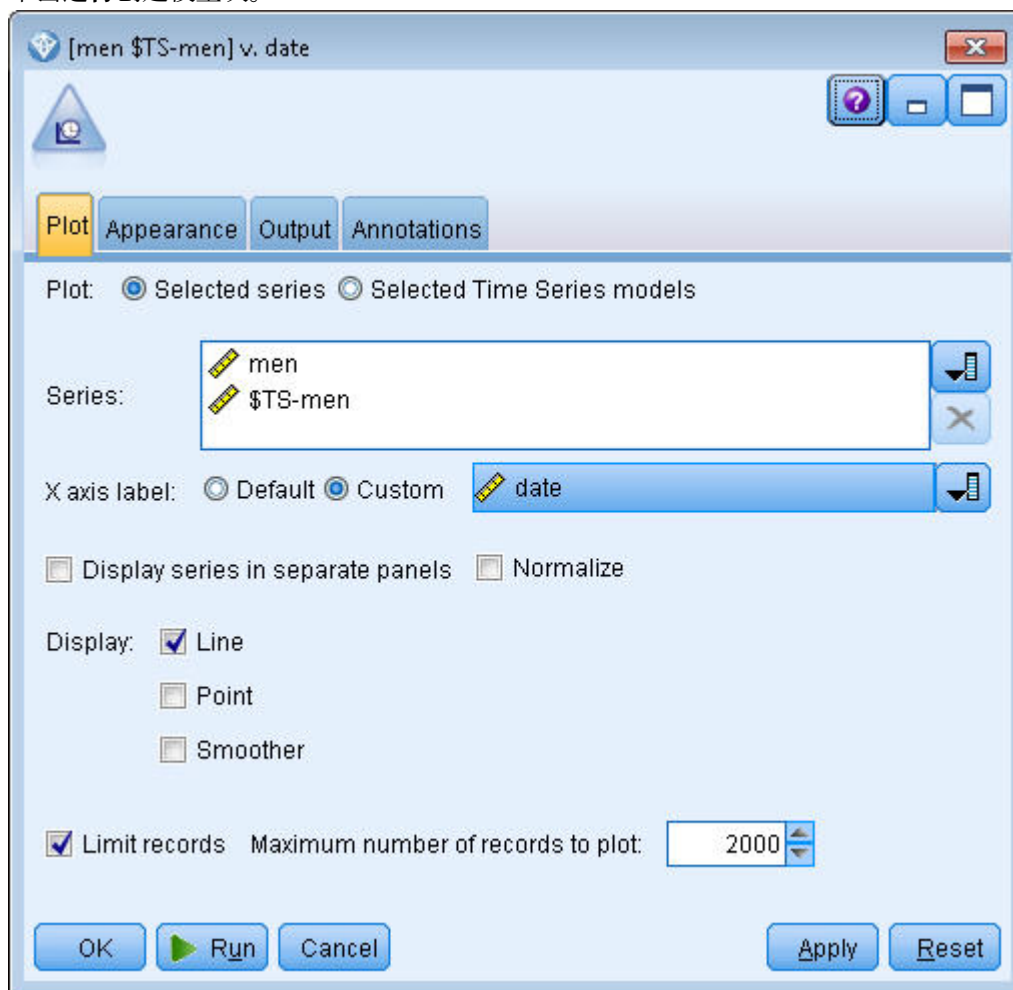 [men $TS-men] v. date
Plot Appearance Output Annotations
Plot: Selected series Selected Time Series models
Series: men
$TS-men
X axis label: Default Custom date
Display series in separate panels Normalize
Display: Line
Point
Smoother
Limit records Maximum number of records to plot: 2000
OK Run Cancel Apply Reset